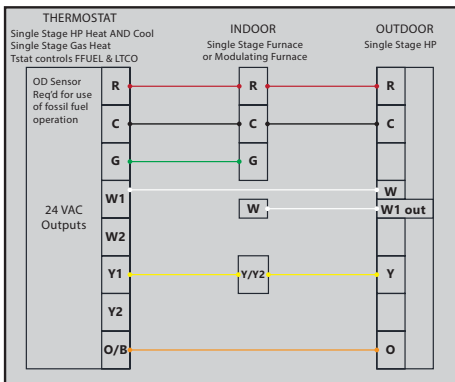 THERMOSTAT
Single Stage HP Heat AND Cool
Single Stage Gas Heat
Tstat controls FFUEL & LTCO
INDOOR
Single Stage Furnace
or Modulating Furnace
OUTDOOR
Single Stage HP
OD Sensor
Req'd for use
of fossil fuel
operation
R R R
C C C
G G
W1 W
W W1 out
24 VAC
Outputs
W2
Y1 Y/Y2 Y
Y2
O/B O